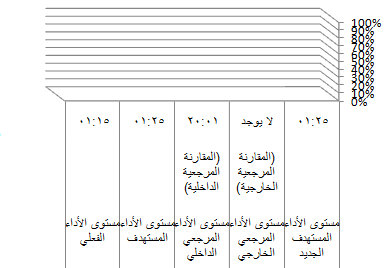 100%
90%
80%
70%
60%
50%
40%
30%
20%
10%
0%
٠١:٢٥ لا يوجد ٢٠:٠١ ٠١:٢٥ ٠١:١٥
(المقارنة المرجعية الخارجية) (المقارنة المرجعية الداخلية)
مستوى الأداء المستهدف الجديد
مستوى الأداء المرجعي الخارجي
مستوى الأداء المرجعي الداخلي
مستوى الأداء المستهدف
مستوى الأداء الفعلي